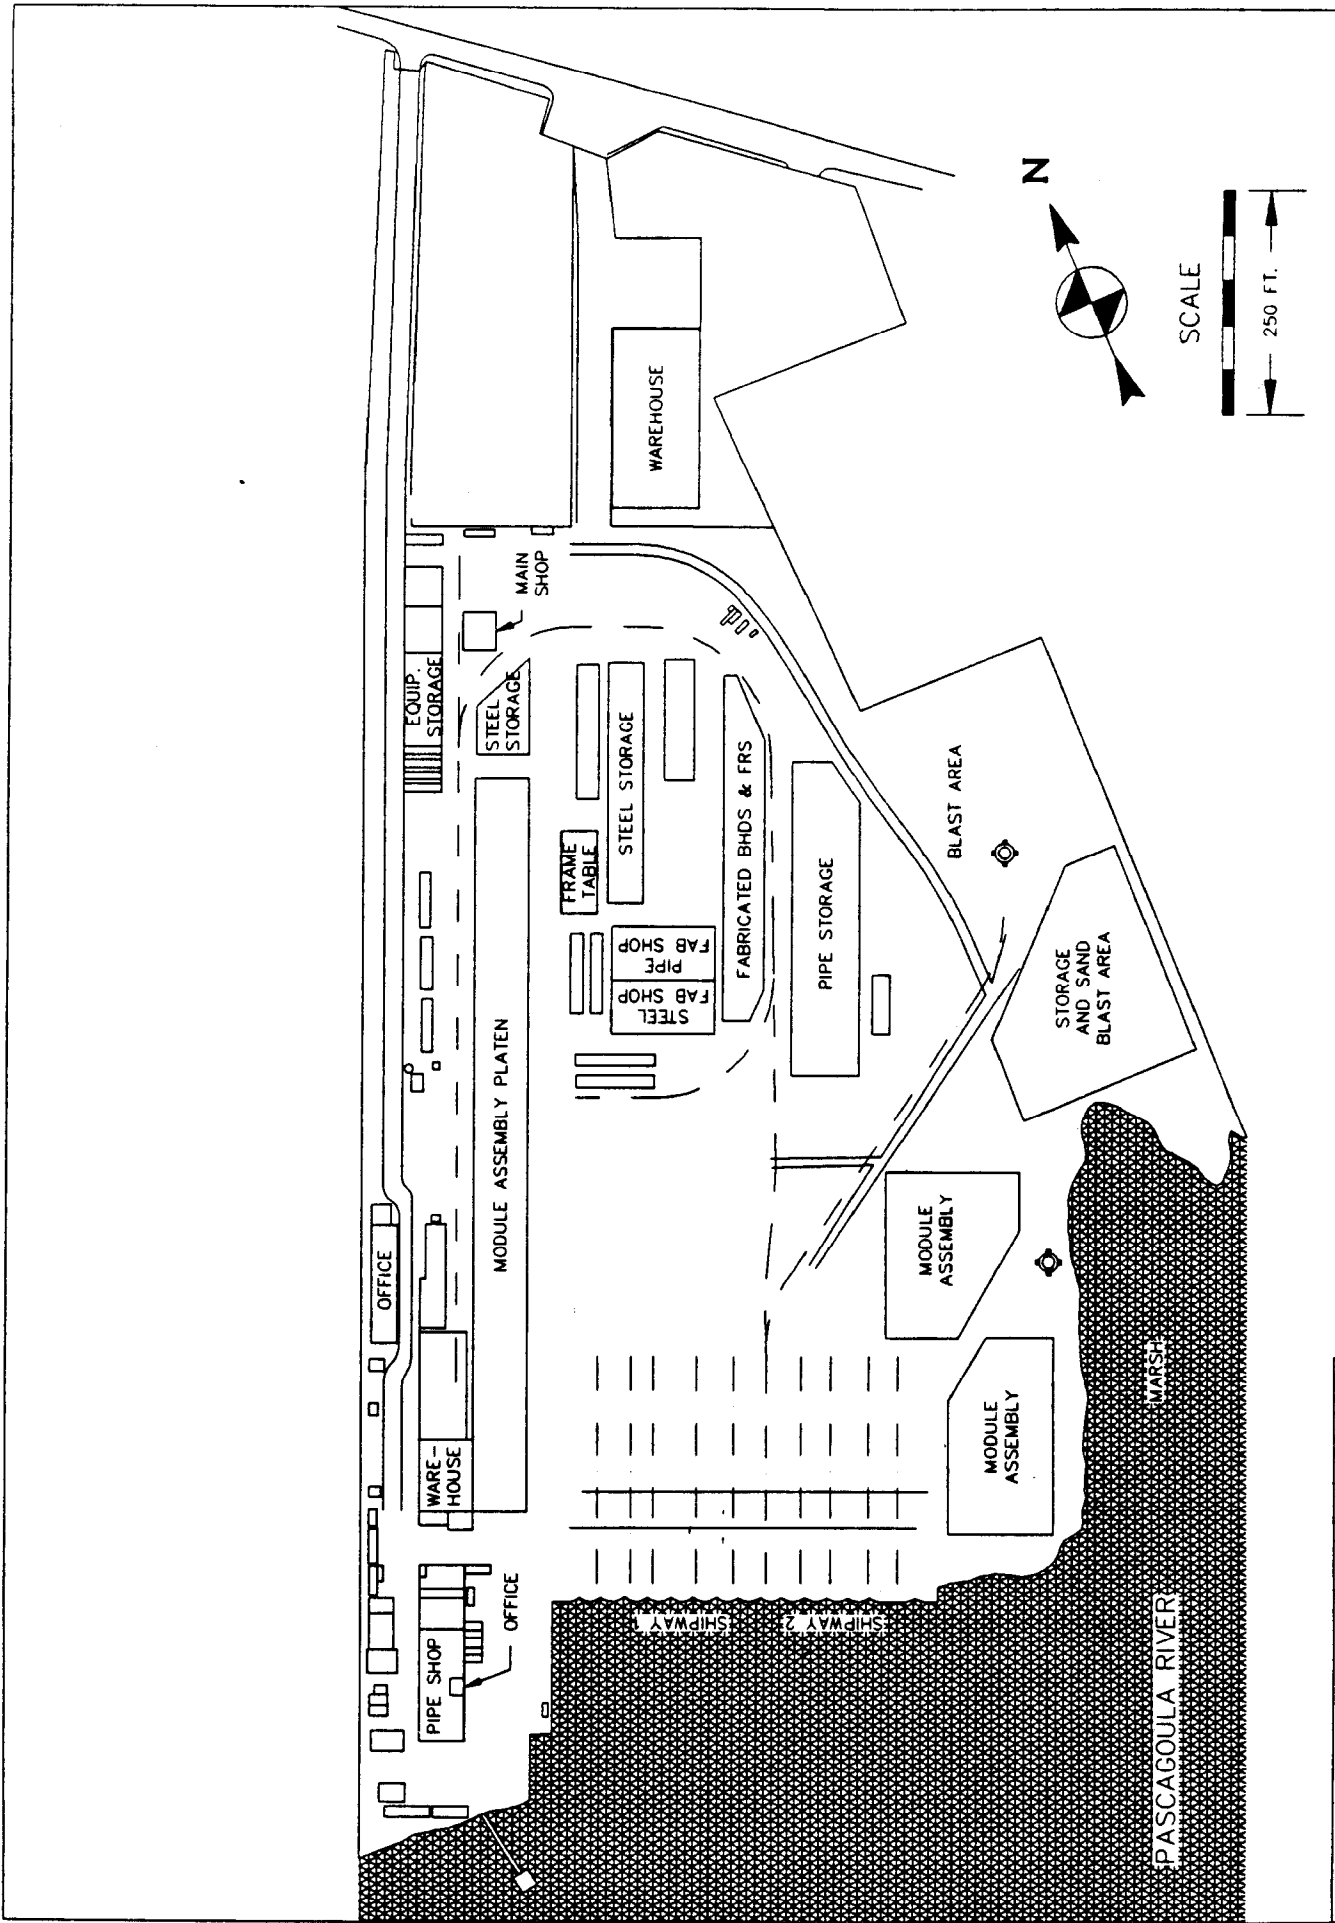 OFFICE
WARE-
HOUSE
PIPE SHOP
OFFICE
EQUIP.
STORAGE
STEEL
STORAGE
MAIN
SHOP
MODULE ASSEMBLY PLATEN
FRAME
TABLE
STEEL STORAGE
STEEL
FAB SHOP
PIPE
FAB SHOP
FABRICATED BHDS & FRS
PIPE STORAGE
WAREHOUSE
BLAST AREA
STORAGE
AND SAND
BLAST AREA
MODULE
ASSEMBLY
MODULE
ASSEMBLY
SHIPWAY 1
SHIPWAY
SHIPWAY 2
SHIPWAY
MARSH
PASCAGOULA RIVER
N
SCALE
250 FT.